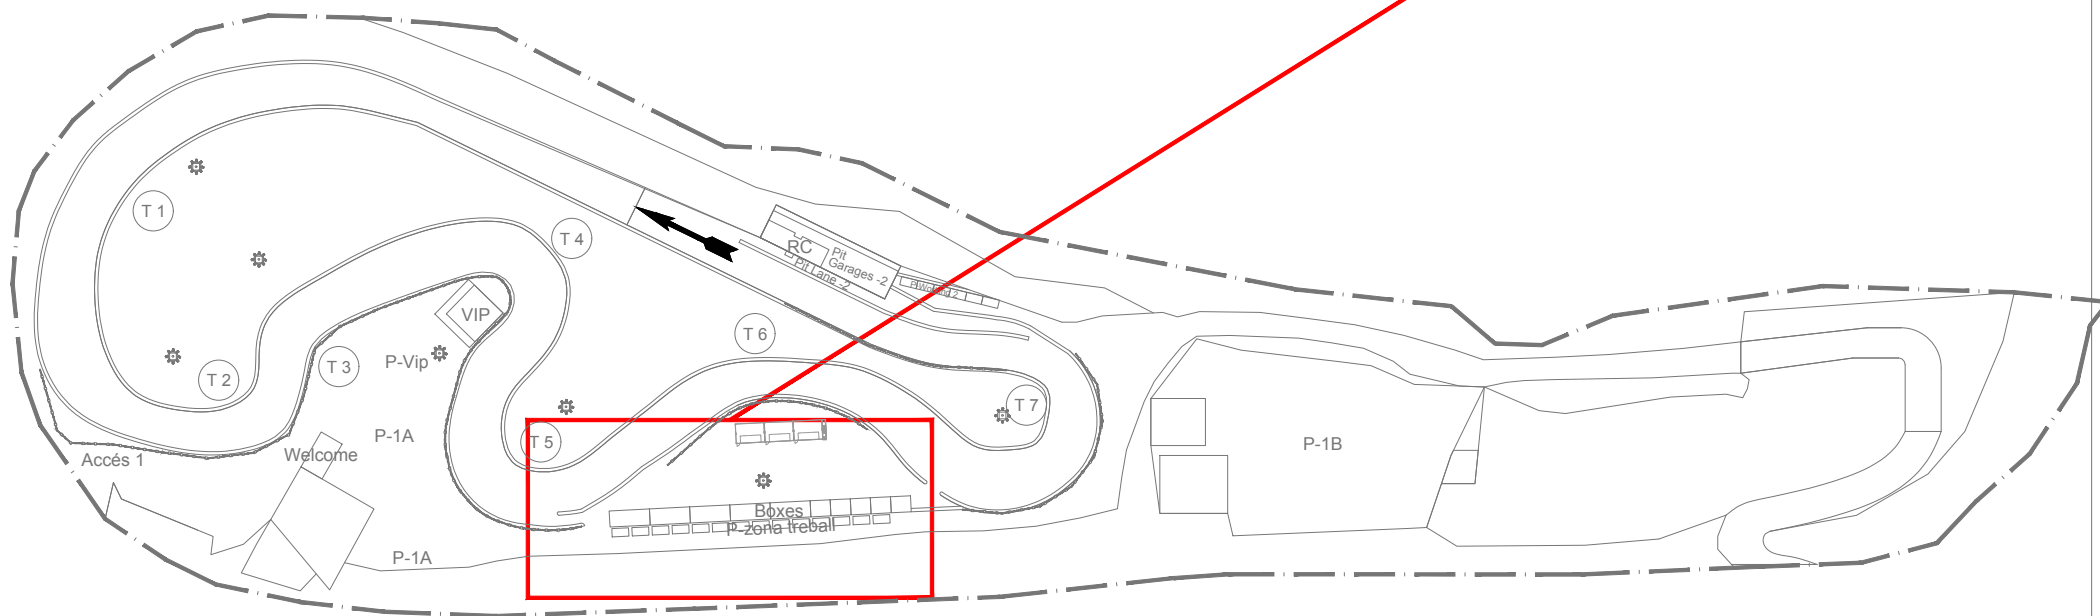 T 1
T 4
RC
Pit
Garages -2
Pit Lane -2
VIP
T 6
P-Vip
T 3
T 2
T 7
P-1A
T 5
P-1B
Welcome
Accés 1
Boxes
P-zona treball
P-1A